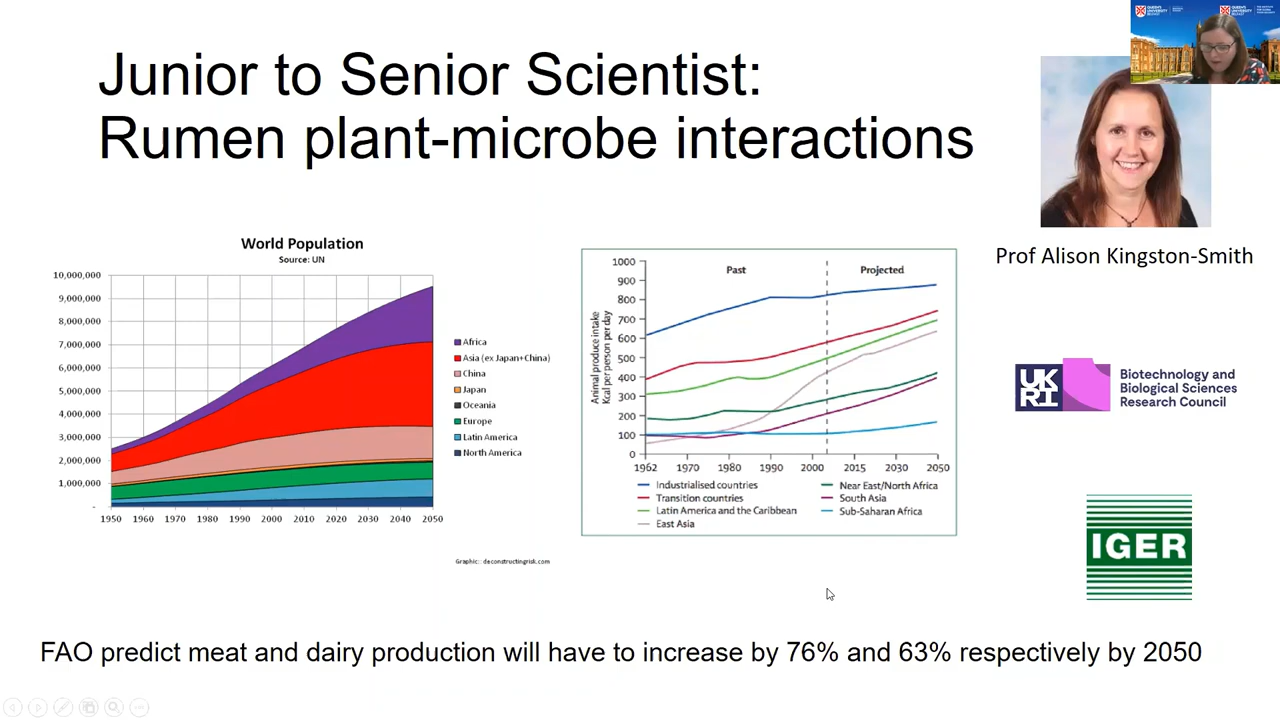 Junior to Senior Scientist:
Rumen plant-microbe interactions
Prof Alison Kingston-Smith
World Population
Source: UN
10,000,000
9,000,000
8,000,000
7,000,000
6,000,000
5,000,000
4,000,000
3,000,000
2,000,000
1,000,000
-
1950 1960 1970 1980 1990 2000 2010 2020 2030 2040 2050
Africa
Asia (ex Japan+China)
China
Japan
Oceania
Europe
Latin America
North America
Graphic: deconstructingrisk.com
Animal produce intake
Kcal per person per day
Past Projected
1000
900
800
700
600
500
400
300
200
100
0
1962 1970 1980 1990 2000 2015 2030 2050
Industrialised countries
Transition countries
Latin America and the Caribbean
East Asia
Near East/North Africa
South Asia
Sub-Saharan Africa
UK
RI
Biotechnology and
Biological Sciences
Research Council
IGER
FAO predict meat and dairy production will have to increase by 76% and 63% respectively by 2050